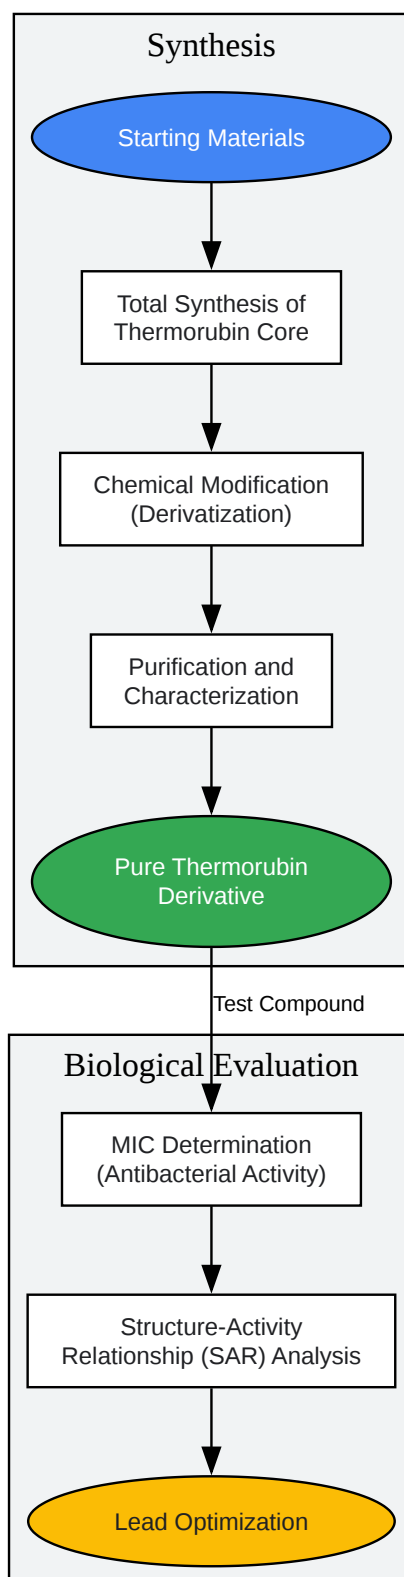 Synthesis
Starting Materials
Total Synthesis of
Thermorubin Core
Chemical Modification
(Derivatization)
Purification and
Characterization
Pure Thermorubin
Derivative
Test Compound
Biological Evaluation
MIC Determination
(Antibacterial Activity)
Structure-Activity
Relationship (SAR) Analysis
Lead Optimization